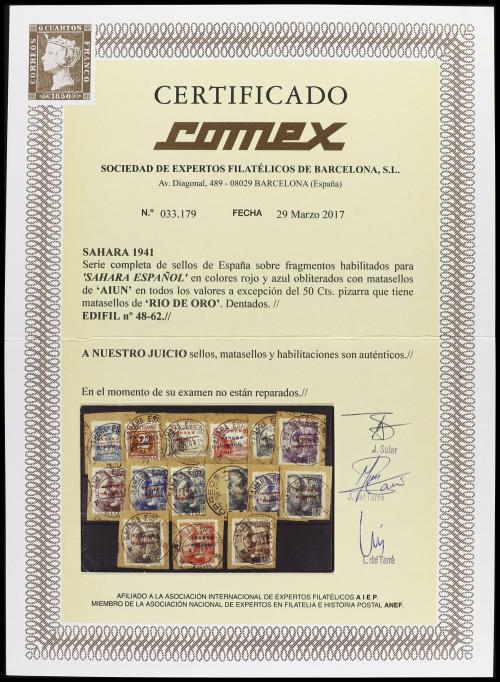 6 CUARTOS
CORREOS
FRANCO
1850
CERTIFICADO
comex
SOCIEDAD DE EXPERTOS FILATÉLICOS DE BARCELONA, S.L.
Av. Diagonal, 489 - 08029 BARCELONA (España)
N.º 033.179 FECHA 29 Marzo 2017
SAHARA 1941
Serie completa de sellos de España sobre fragmentos habilitados para
'SAHARA ESPAÑOL' en colores rojo y azul obliterados con matasellos
de ‘AIUN’ en todos los valores a excepción del 50 Cts. pizarra que tiene
matasellos de ‘RIO DE ORO’. Dentados. //
EDIFIL nº 48-62.//
A NUESTRO JUICIO sellos, matasellos y habilitaciones son auténticos.//
En el momento de su examen no están reparados.//
J. Soler
J. del Tarré
L. del Tarré
AFILIADO A LA ASOCIACIÓN INTERNACIONAL DE EXPERTOS FILATÉLICOS A I E P.
MIEMBRO DE LA ASOCIACIÓN NACIONAL DE EXPERTOS EN FILATELIA E HISTORIA POSTAL ANEF.